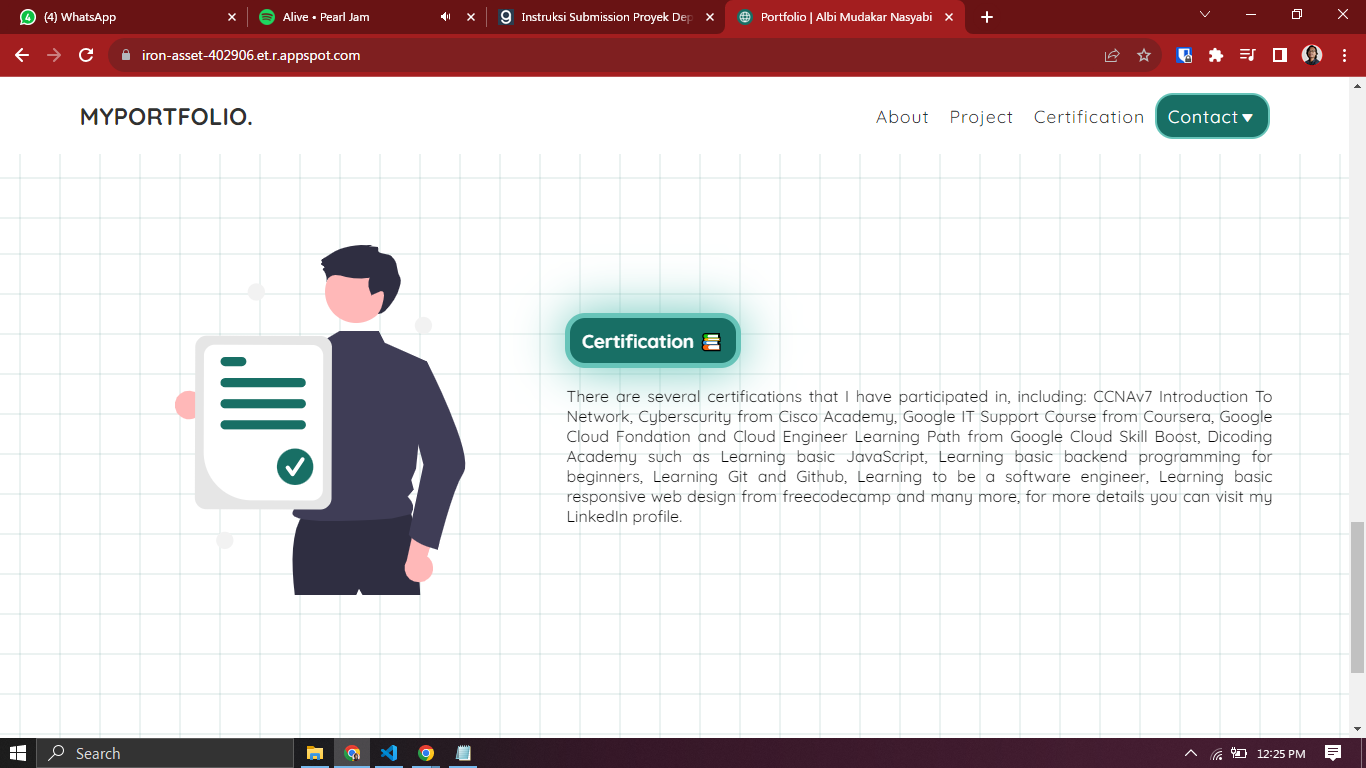 (4) WhatsApp
Alive • Pearl Jam
Instruksi Submission Proyek Dep
Portfolio | Albi Mudakar Nasyabi
iron-asset-402906.et.r.appspot.com
MYPORTFOLIO.
About
Project
Certification
Contact
Certification
There are several certifications that I have participated in, including: CCNAv7 Introduction To
Network, Cyberscurity from Cisco Academy, Google IT Support Course from Coursera, Google
Cloud Fondation and Cloud Engineer Learning Path from Google Cloud Skill Boost, Dicoding
Academy such as Learning basic JavaScript, Learning basic backend programming for
beginners, Learning Git and Github, Learning to be a software engineer, Learning basic
responsive web design from freecodecamp and many more, for more details you can visit my
LinkedIn profile.
Search
12:25 PM